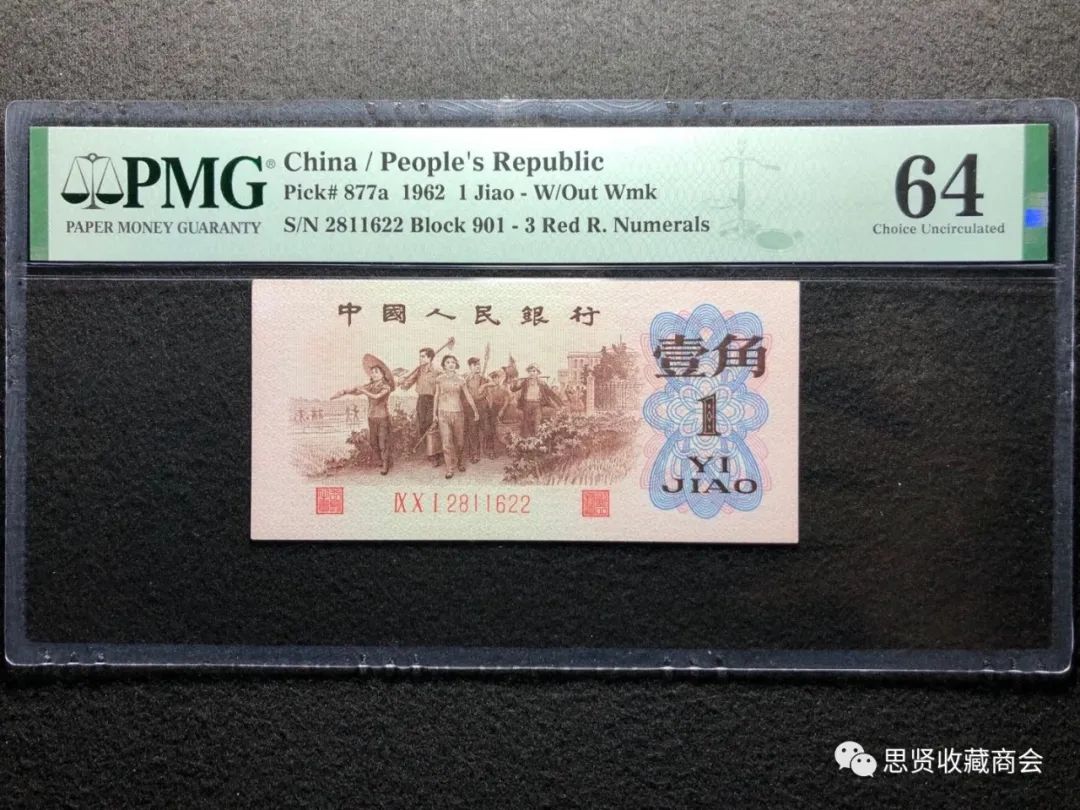 PMG®
PAPER MONEY GUARANTY
China / People's Republic
Pick# 877a 1962 1 Jiao - W/Out Wmk
S/N 2811622 Block 901 - 3 Red R. Numerals
64
Choice Uncirculated
中國人民銀行
壹角
1
YI
JIAO
IX X I 2811622
思贤收藏商会